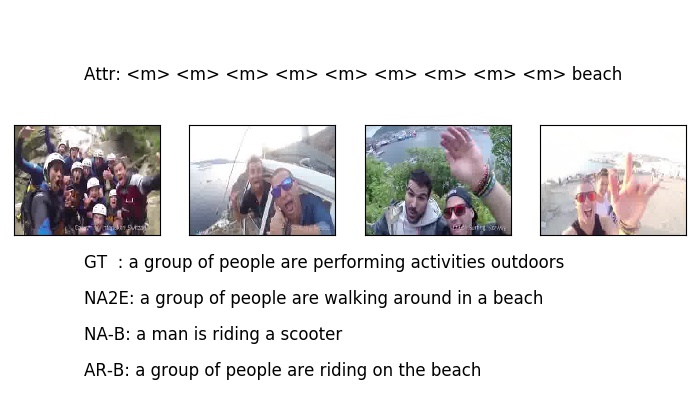 Attr: <m> <m> <m> <m> <m> <m> <m> <m> <m> beach
GT : a group of people are performing activities outdoors
NA2E: a group of people are walking around in a beach
NA-B: a man is riding a scooter
AR-B: a group of people are riding on the beach